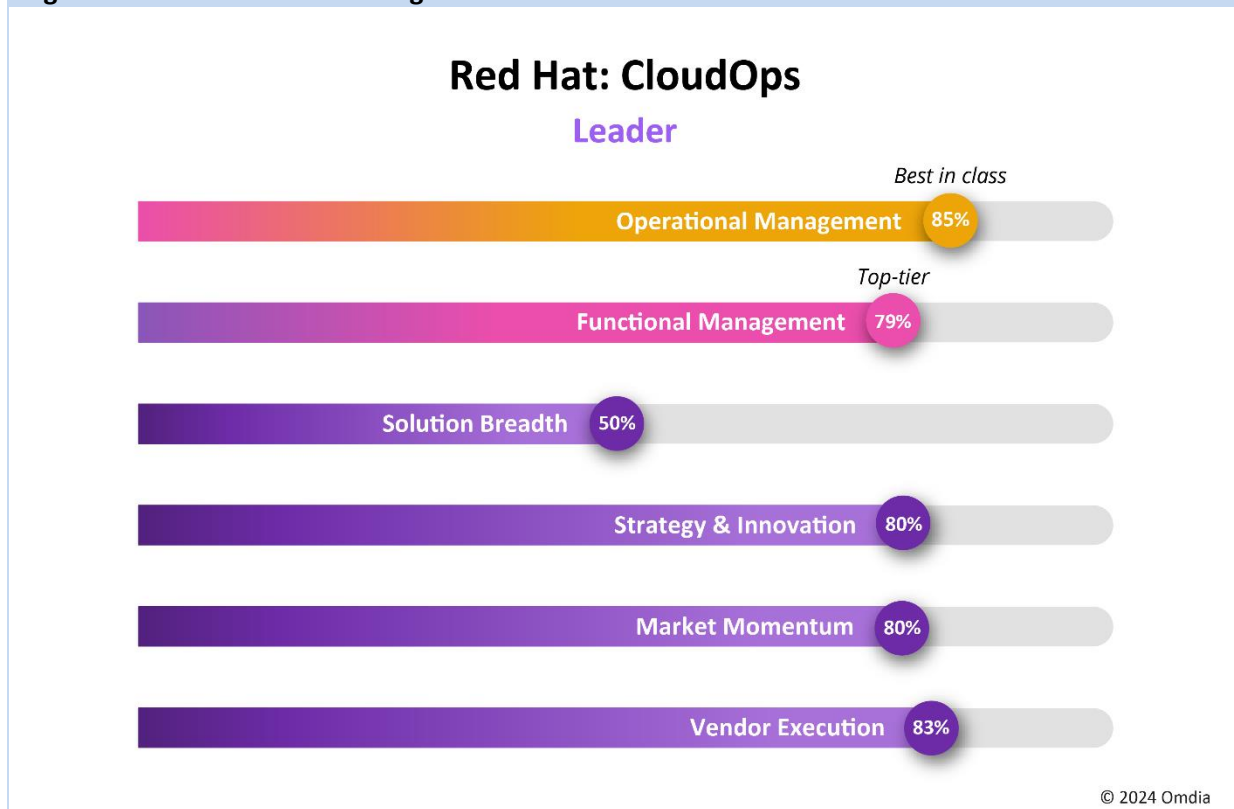 Red Hat: CloudOps
Leader
Best in class
Operational Management 85%
Top-tier
Functional Management 79%
Solution Breadth 50%
Strategy & Innovation 80%
Market Momentum 80%
Vendor Execution 83%
© 2024 Omdia